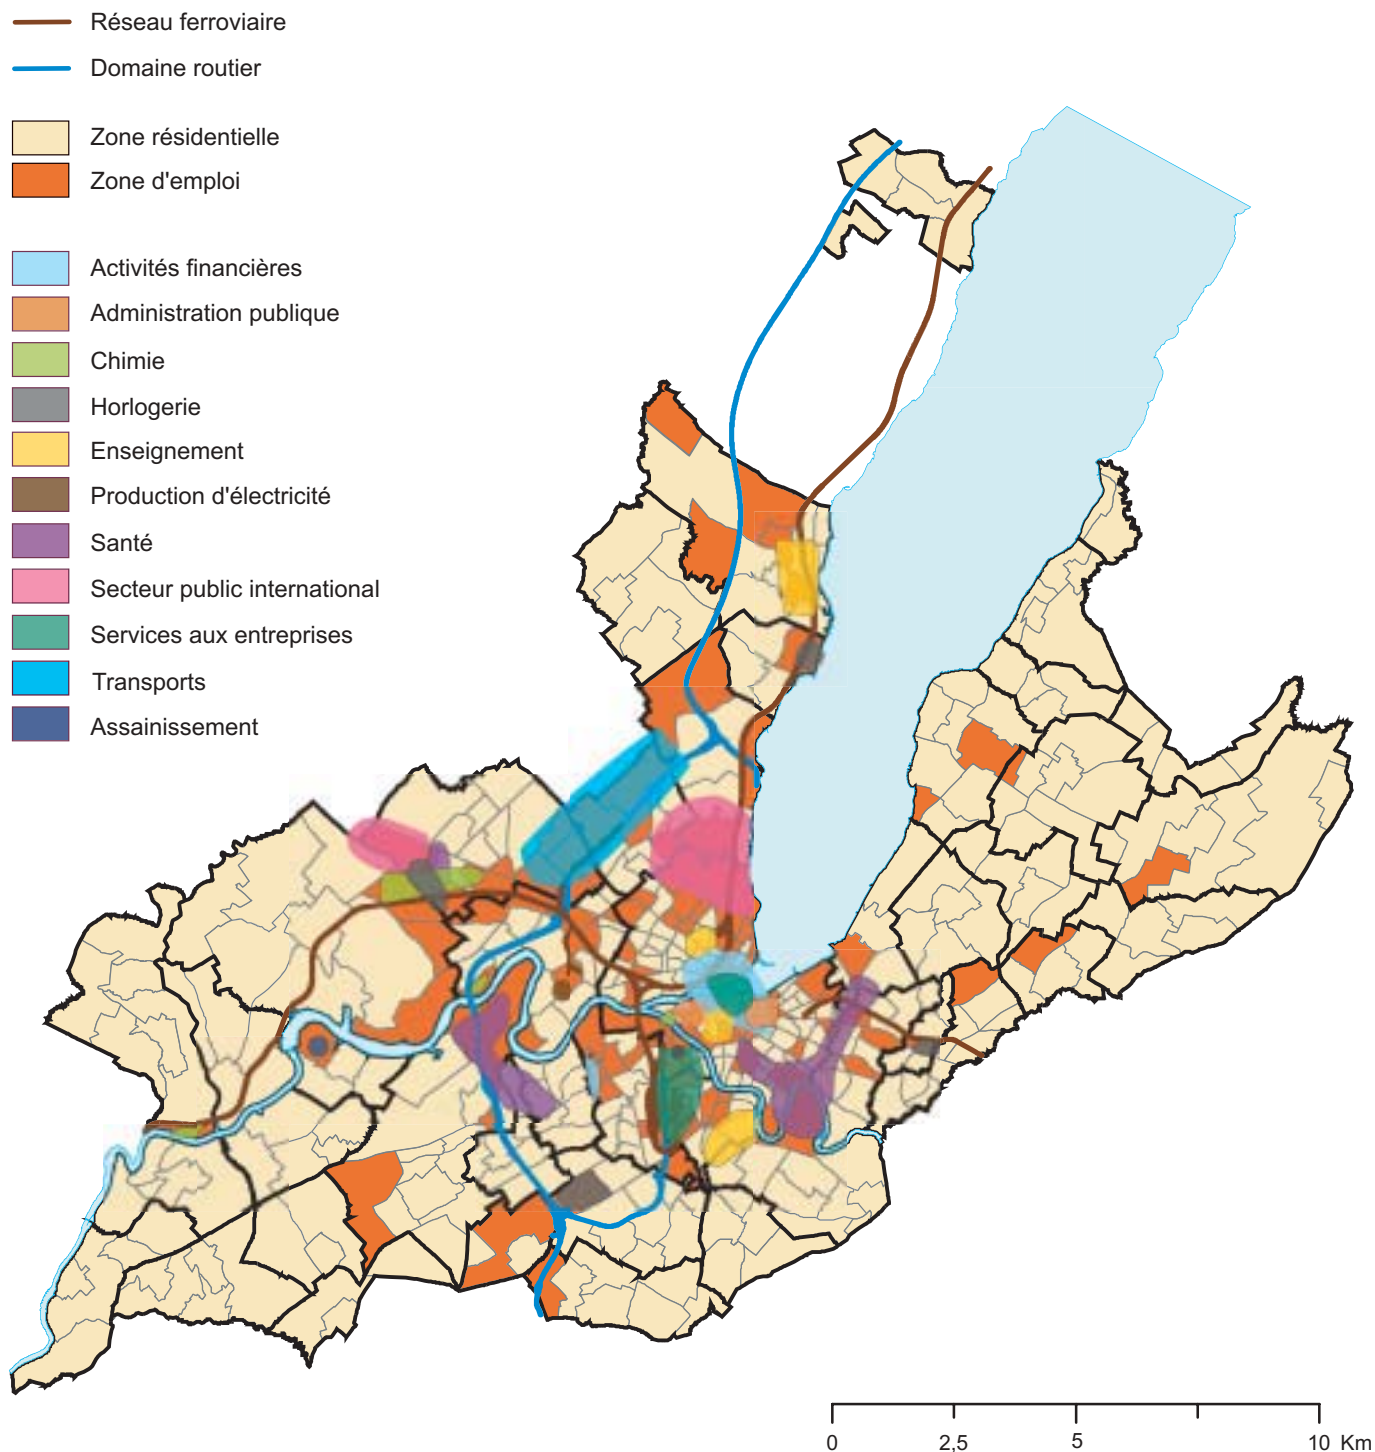 Réseau ferroviaire
Domaine routier
Zone résidentielle
Zone d'emploi
Activités financières
Administration publique
Chimie
Horlogerie
Enseignement
Production d'électricité
Santé
Secteur public international
Services aux entreprises
Transports
Assainissement
0 2,5 5 10 Km